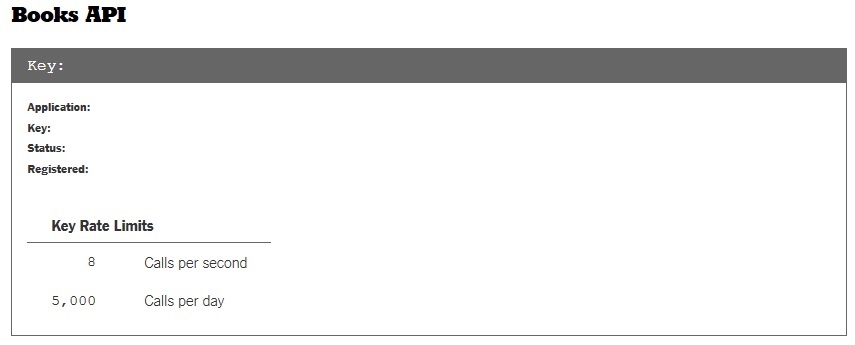 Books API
Key:
Application:
Key:
Status:
Registered:
Key Rate Limits
8 Calls per second
5,000 Calls per day